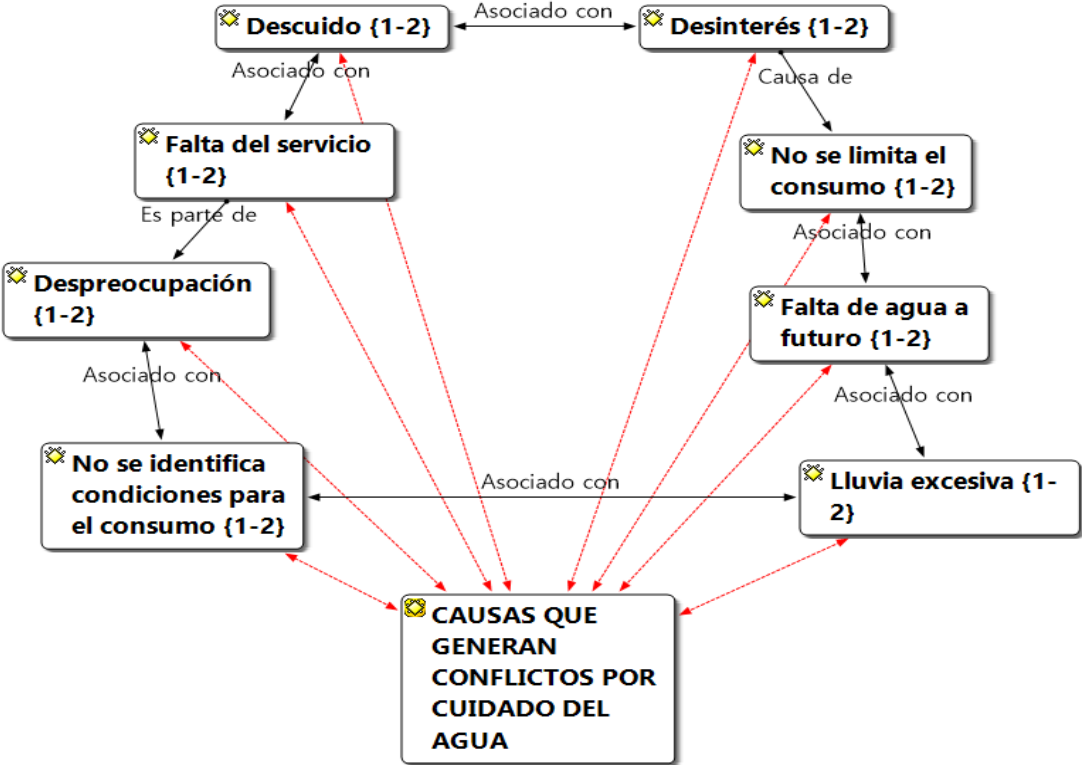 Asociado con
Descuido {1-2}
Desinterés {1-2}
Asociado con
Causa de
Falta del servicio
{1-2}
No se limita el
consumo {1-2}
Es parte de
Asociado con
Despreocupación
{1-2}
Falta de agua a
futuro {1-2}
Asociado con
Asociado con
No se identifica
condiciones para
el consumo {1-2}
Asociado con
Lluvia excesiva {1-
2}
CAUSAS QUE
GENERAN
CONFLICTOS POR
CUIDADO DEL
AGUA